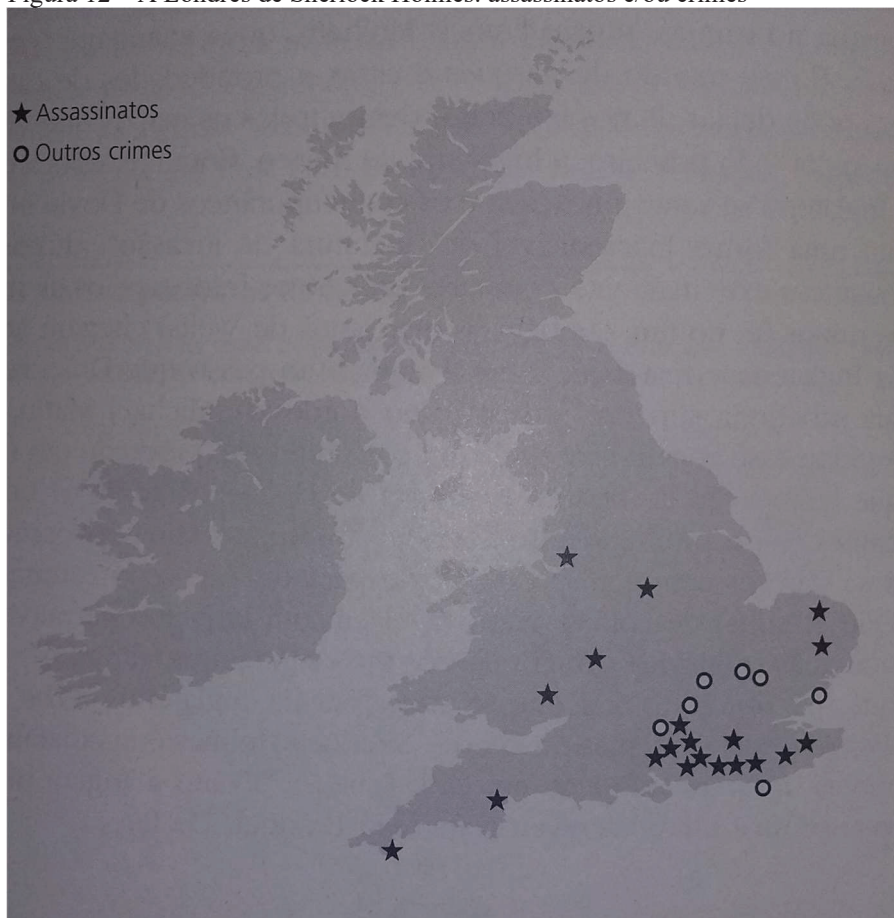 Figura 12 – A Londres de Sherlock Holmes: assassinatos e/ou crimes
★ Assassinatos
O Outros crimes